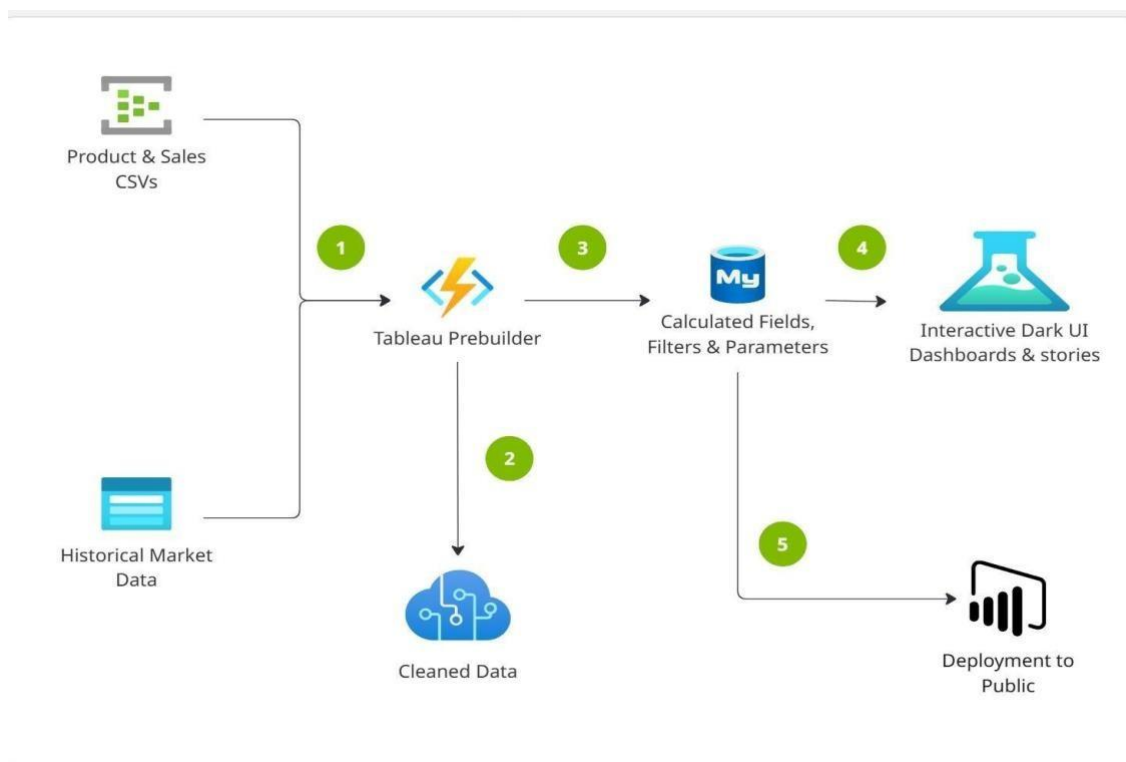 Product & Sales
CSVs
1
3
4
My
Tableau Prebuilder
Calculated Fields,
Filters & Parameters
Interactive Dark UI
Dashboards & stories
2
Historical Market
Data
5
Cleaned Data
Deployment to
Public